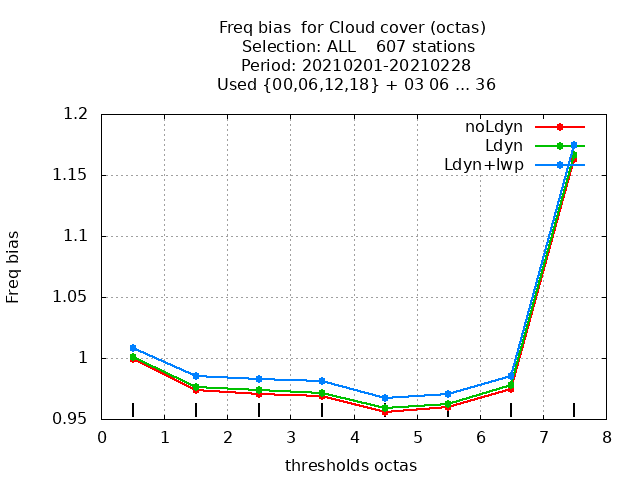 Freq bias  for Cloud cover (octas)
Selection: ALL    607 stations
Period: 20210201-20210228
Used {00,06,12,18} + 03 06 ... 36
noLdyn
Ldyn
Ldyn+lwp
1.2
1.15
1.1
1.05
1
0.95
Freq bias
0 1 2 3 4 5 6 7 8
thresholds octas